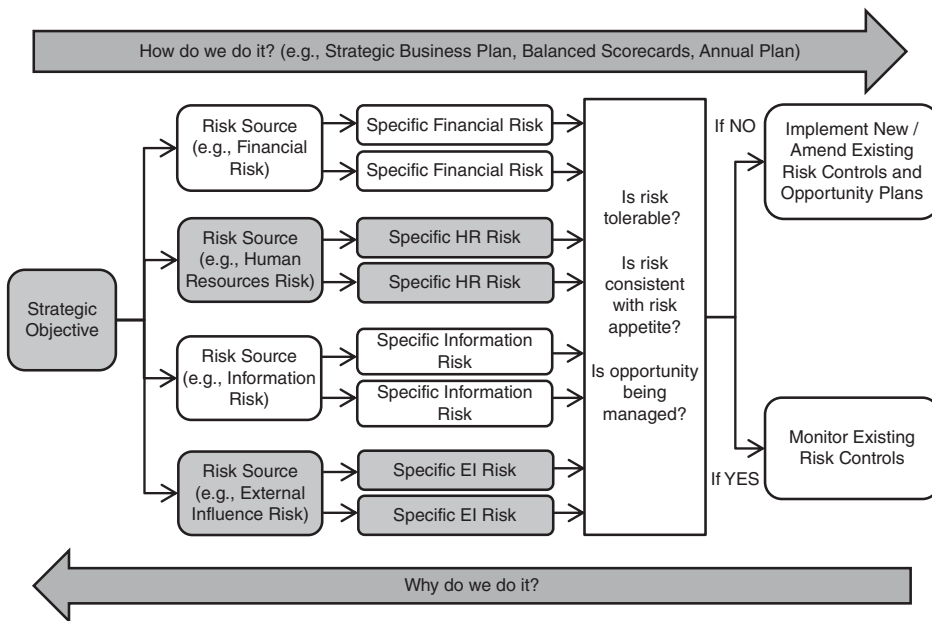 How do we do it? (e.g., Strategic Business Plan, Balanced Scorecards, Annual Plan)
Strategic
Objective
Risk Source
(e.g., Financial
Risk)
Specific Financial Risk
Specific Financial Risk
Risk Source
(e.g., Human
Resources Risk)
Specific HR Risk
Specific HR Risk
Risk Source
(e.g., Information
Risk)
Specific Information
Risk
Specific Information
Risk
Risk Source
(e.g., External
Influence Risk)
Specific EI Risk
Specific EI Risk
Is risk
tolerable?
Is risk
consistent
with risk
appetite?
Is opportunity
being
managed?
If NO
Implement New /
Amend Existing
Risk Controls and
Opportunity Plans
If YES
Monitor Existing
Risk Controls
Why do we do it?